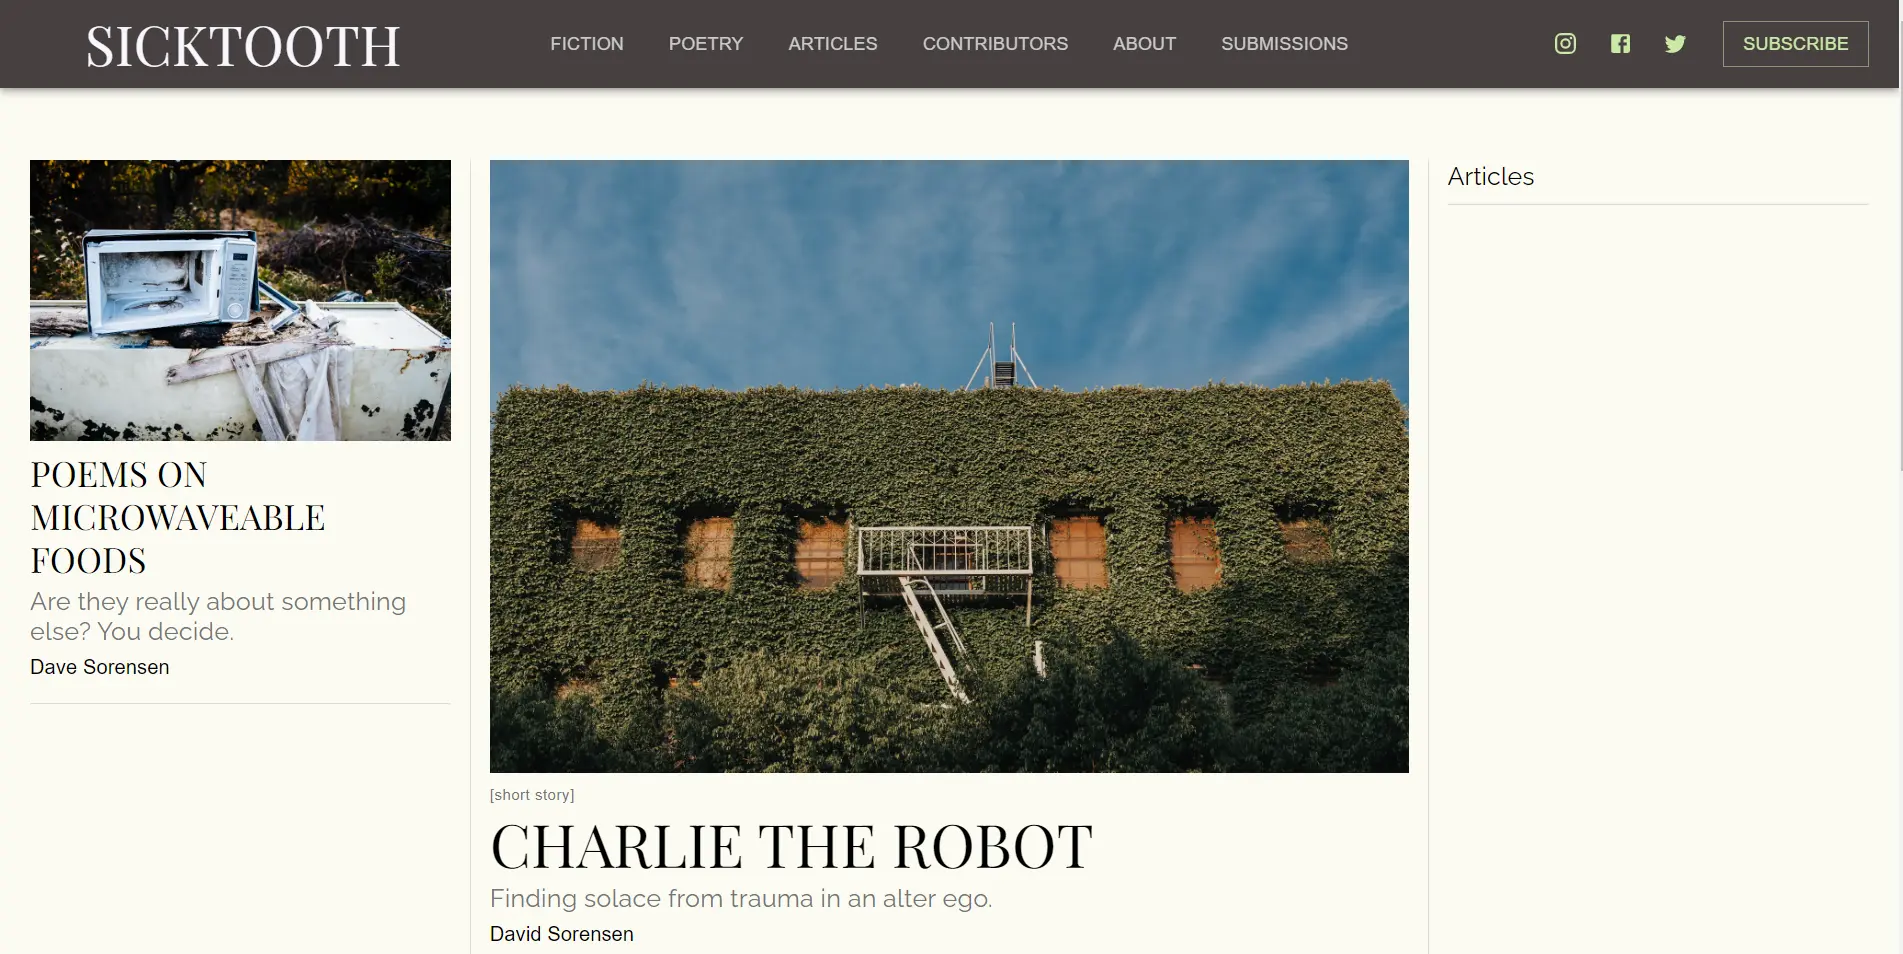 SICKTOOTH
FICTION POETRY ARTICLES CONTRIBUTORS ABOUT SUBMISSIONS
SUBSCRIBE
POEMS ON
MICROWAVEABLE
FOODS
Are they really about something
else? You decide.
Dave Sorensen
[short story]
CHARLIE THE ROBOT
Finding solace from trauma in an alter ego.
David Sorensen
Articles